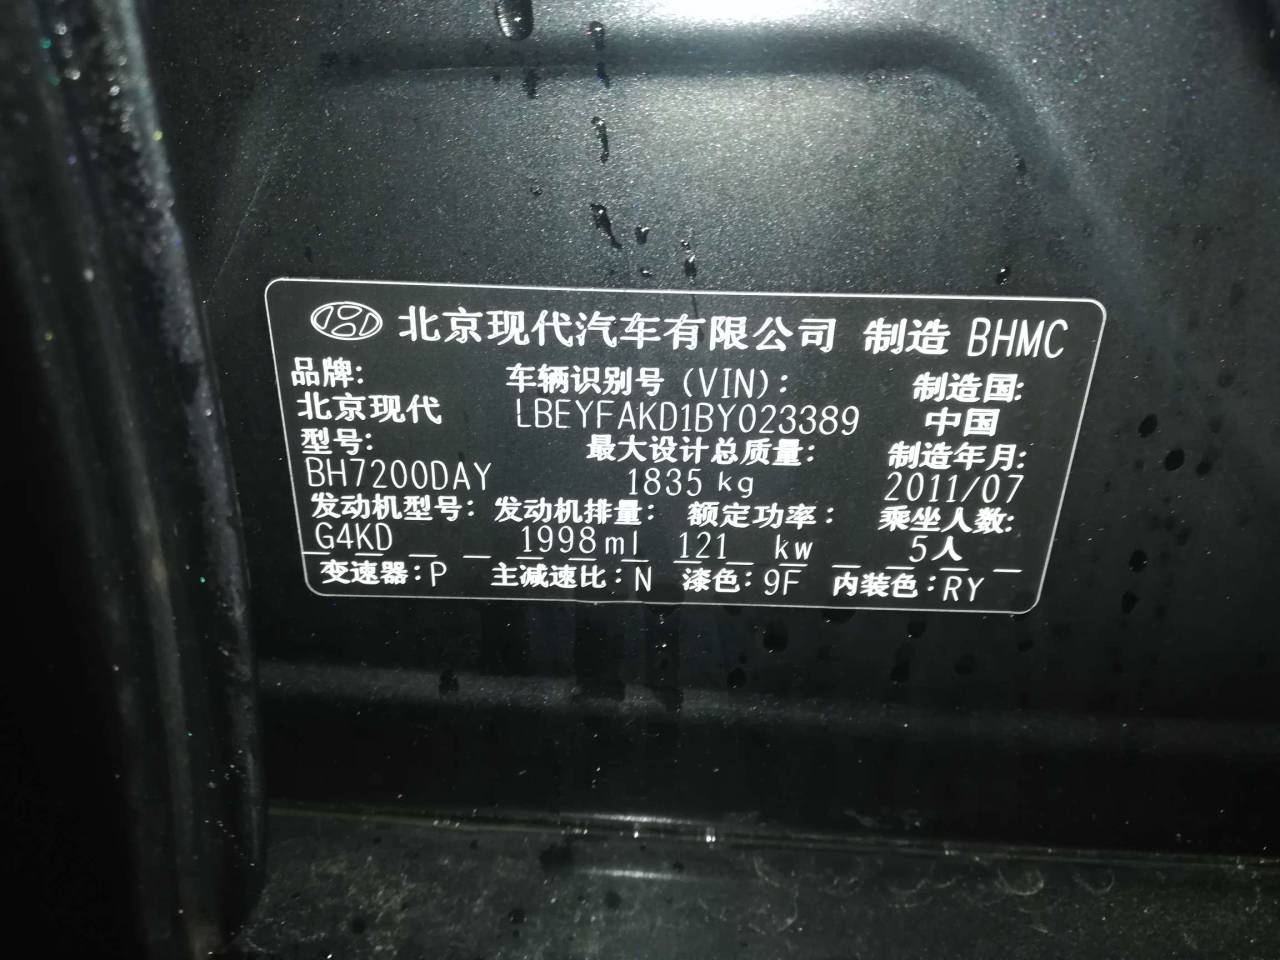 北京现代汽车有限公司 制造 BHMC
品牌: 车辆识别号 (VIN): 制造国:
北京现代 LBEYFAKD1BY023389 中国
型号: 最大设计总质量: 制造年月:
BH7200DAY 1835 kg 2011/07
发动机型号: 发动机排量: 额定功率: 乘坐人数:
G4KD 1998ml 121 kw 5人
变速器:P 主减速比:N 漆色:9F 内装色:RY